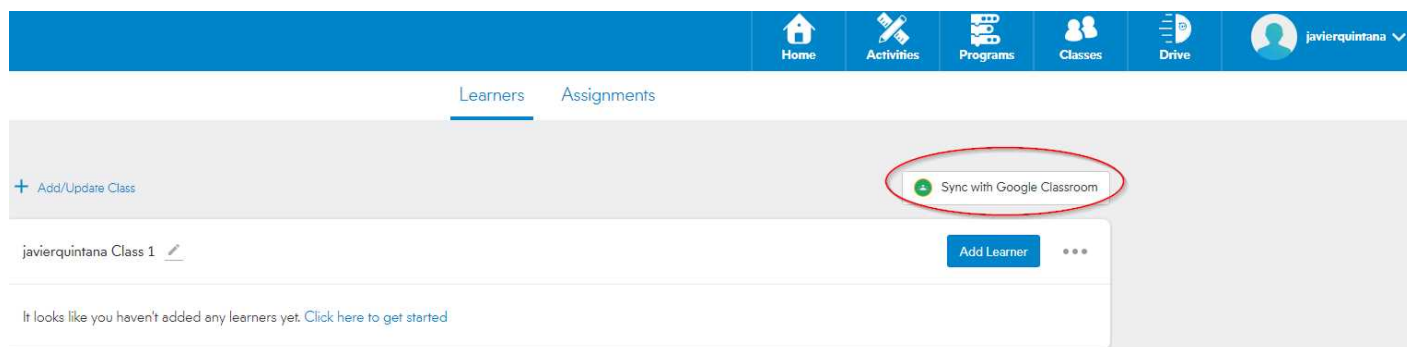 Home Activities Programs Classes Drive javierquintana
Learners Assignments
+ Add/Update Class Sync with Google Classroom
javierquintana Class 1 Add Learner
It looks like you haven't added any learners yet. Click here to get started